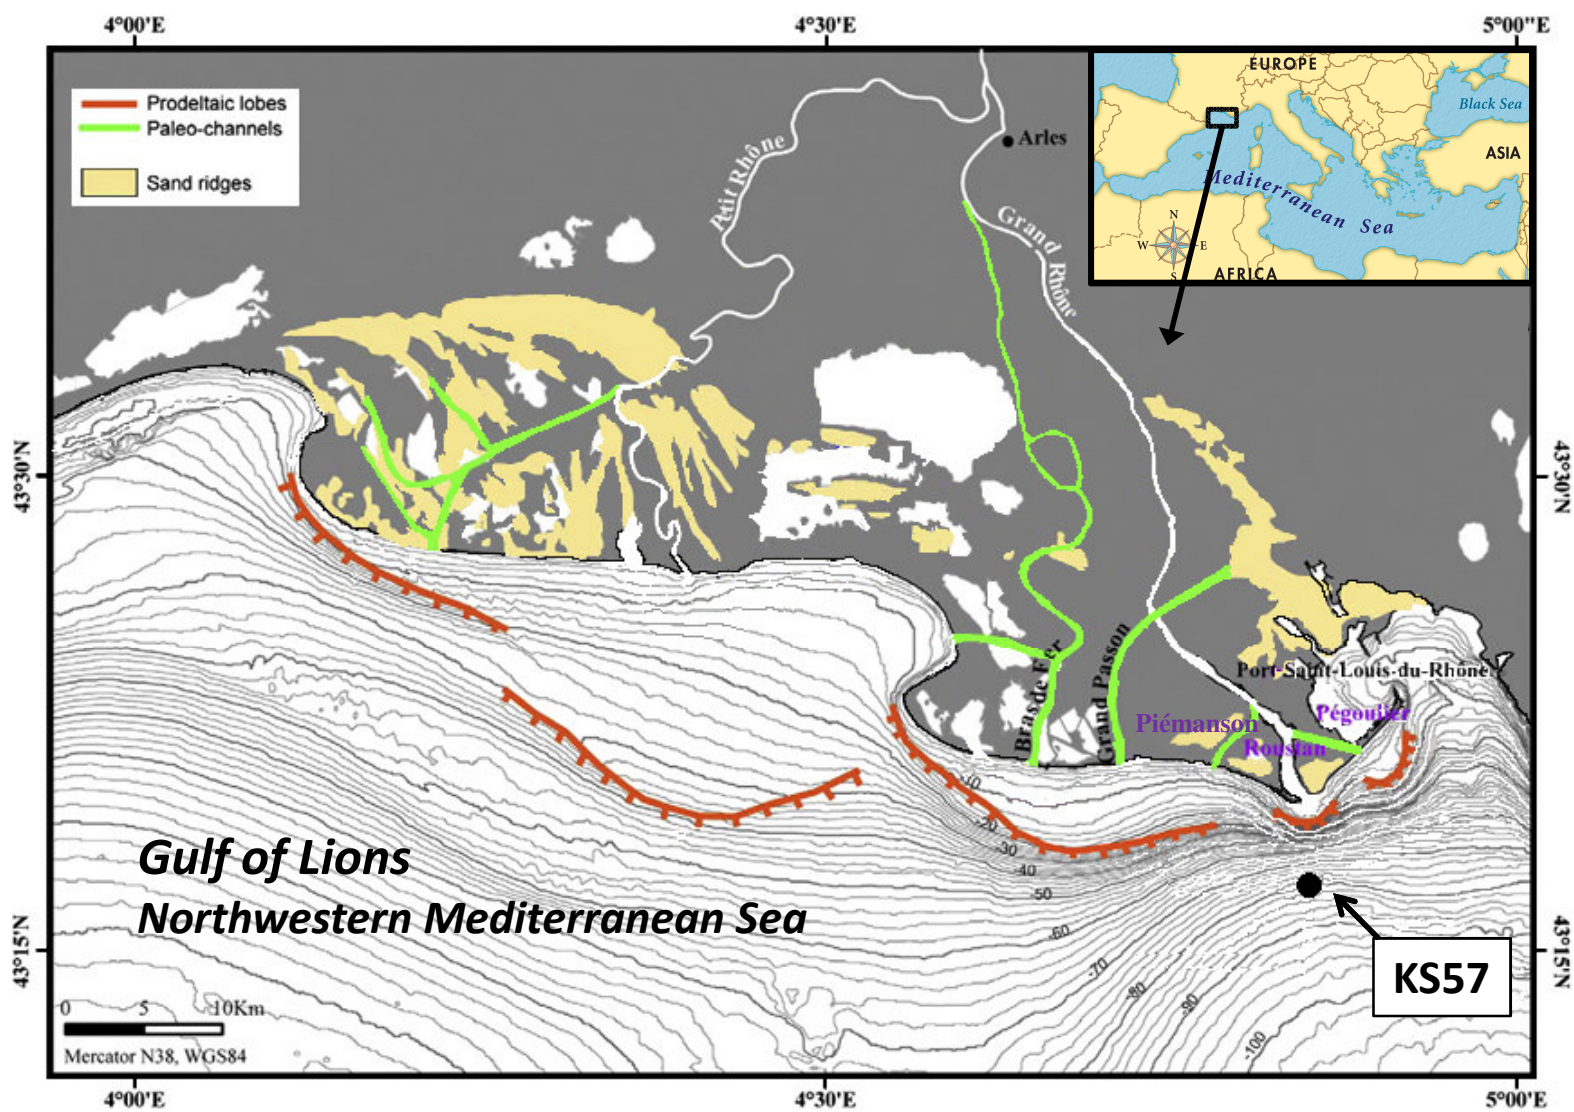 4°00'E
4°30'E
5°00"E
Prodeltaic lobes
Paleo-channels
Sand ridges
EUROPE
Black Sea
ASIA
Mediterranean Sea
N
W
E
S
AFRICA
Arles
Petit Rhône
Grand Rhône
43°30'N
43°30'N
Port-Saint-Louis-du-Rhône
Bras de Fer
Grand Passon
Piémanson
Pégoulier
Roustan
-10
-20
-30
-40
-50
-60
-70
-80
-90
-100
Gulf of Lions
Northwestern Mediterranean Sea
KS57
43°15'N
43°15'N
0 5 10Km
Mercator N38, WGS84
4°00'E
4°30'E
5°00'E